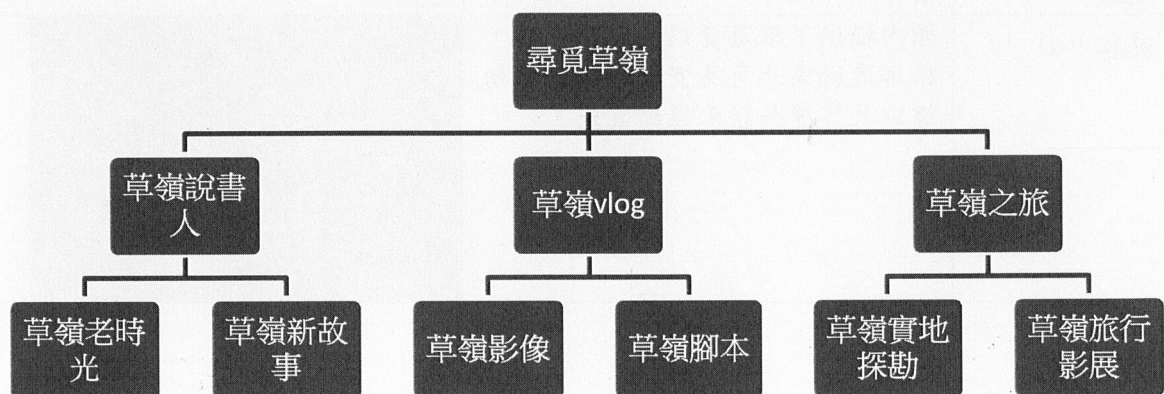 尋覓草嶺
草嶺說書
人
草嶺vlog
草嶺之旅
草嶺老時
光
草嶺新故
事
草嶺影像
草嶺腳本
草嶺實地
探勘
草嶺旅行
影展